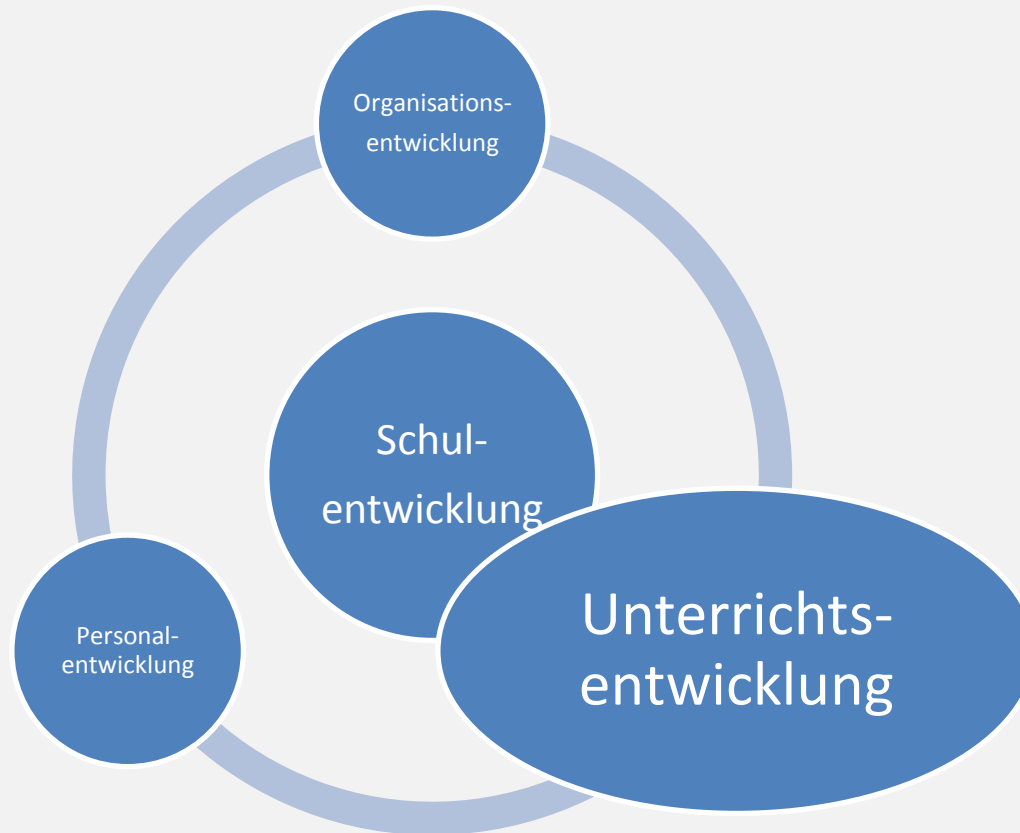 Organisations-
entwicklung
Schul-
entwicklung
Unterrichts-
entwicklung
Personal-
entwicklung